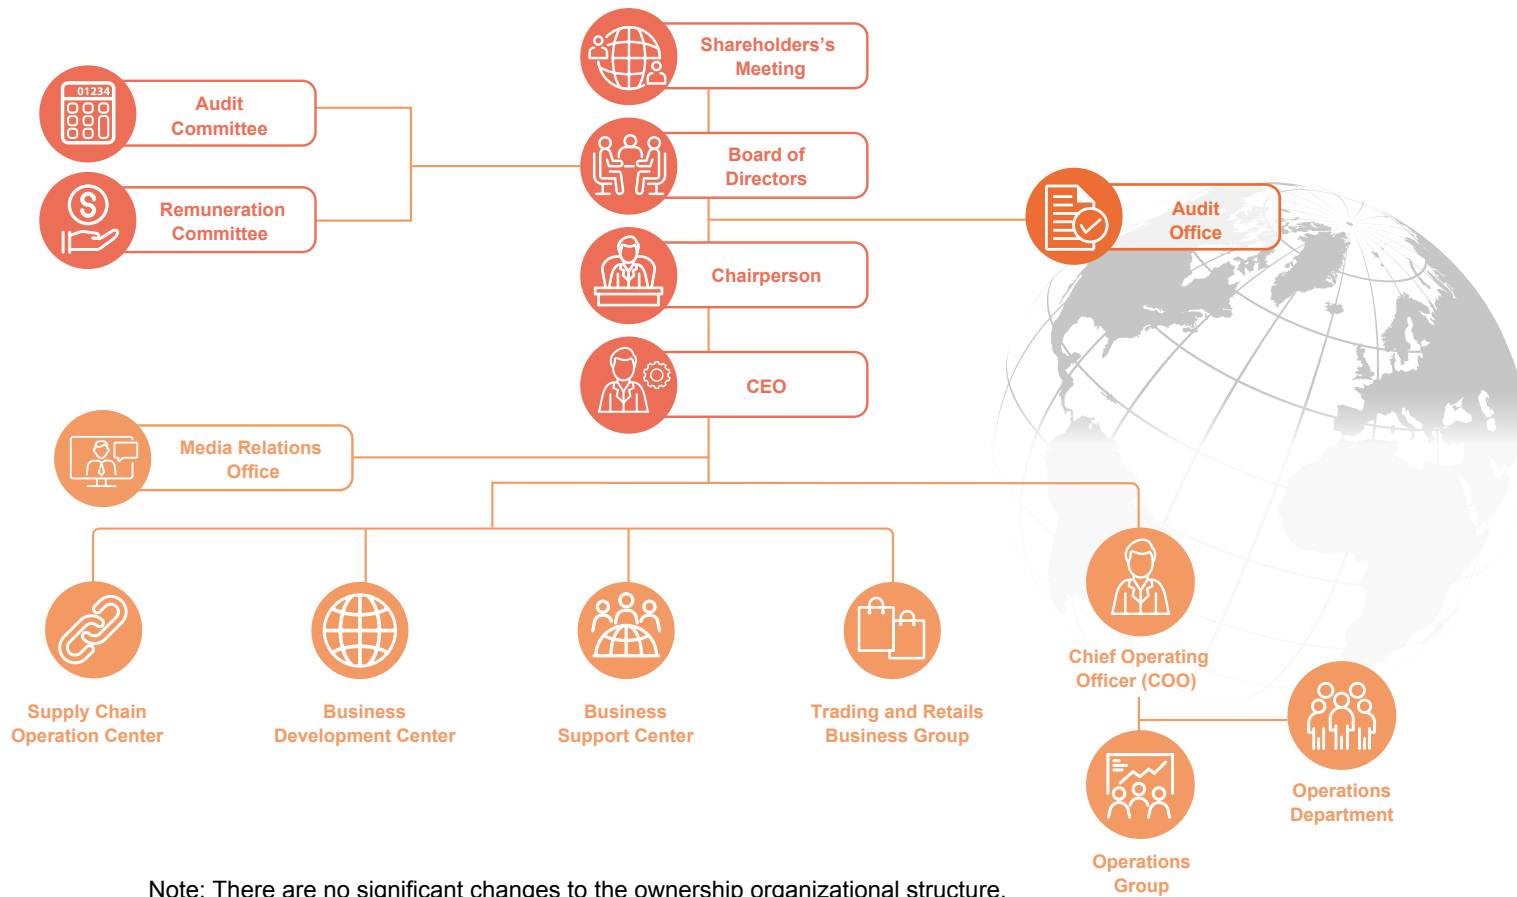 Shareholders's
Meeting
01234
Audit
Committee
Board of
Directors
Remuneration
Committee
S
Audit
Office
Chairperson
CEO
Media Relations
Office
Chief Operating
Officer (COO)
Supply Chain
Operation Center
Business
Development Center
Business
Support Center
Trading and Retails
Business Group
Operations
Department
Operations
Group
Note: There are no significant changes to the ownership organizational structure.